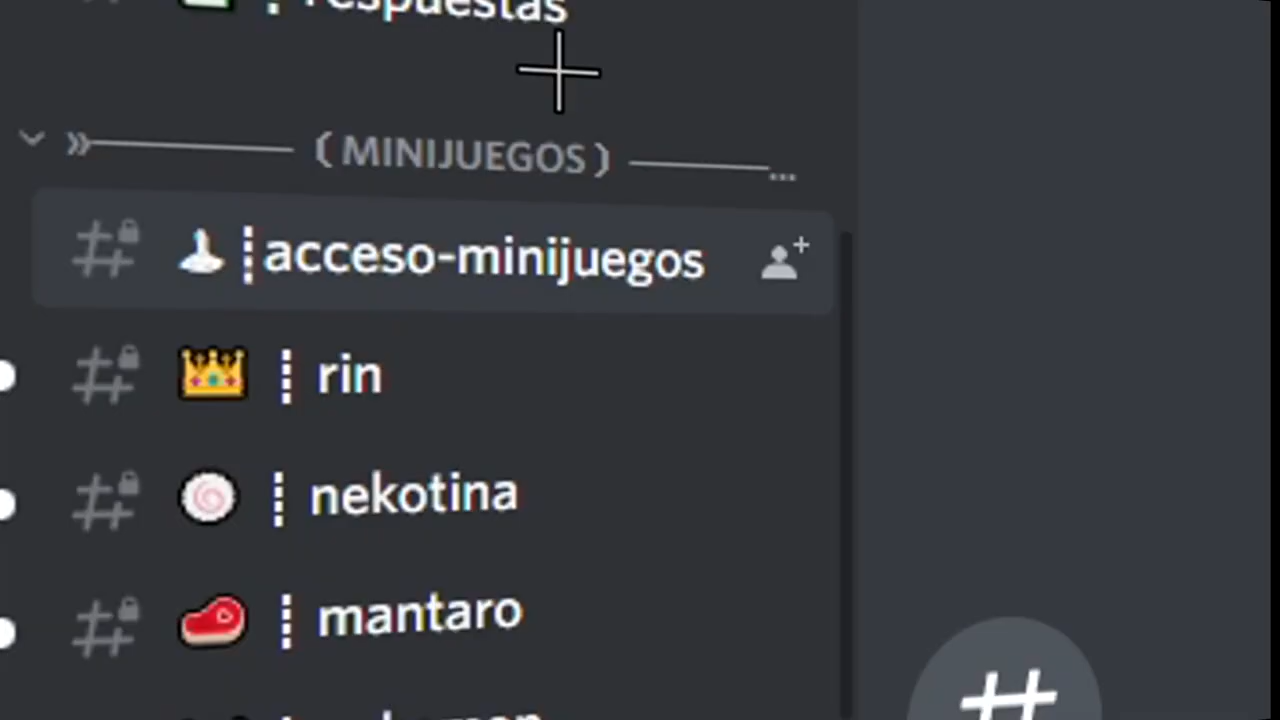 respuestas
( MINIJUEGOS ) ...
acceso-minijuegos
rin
nekotina
mantaro